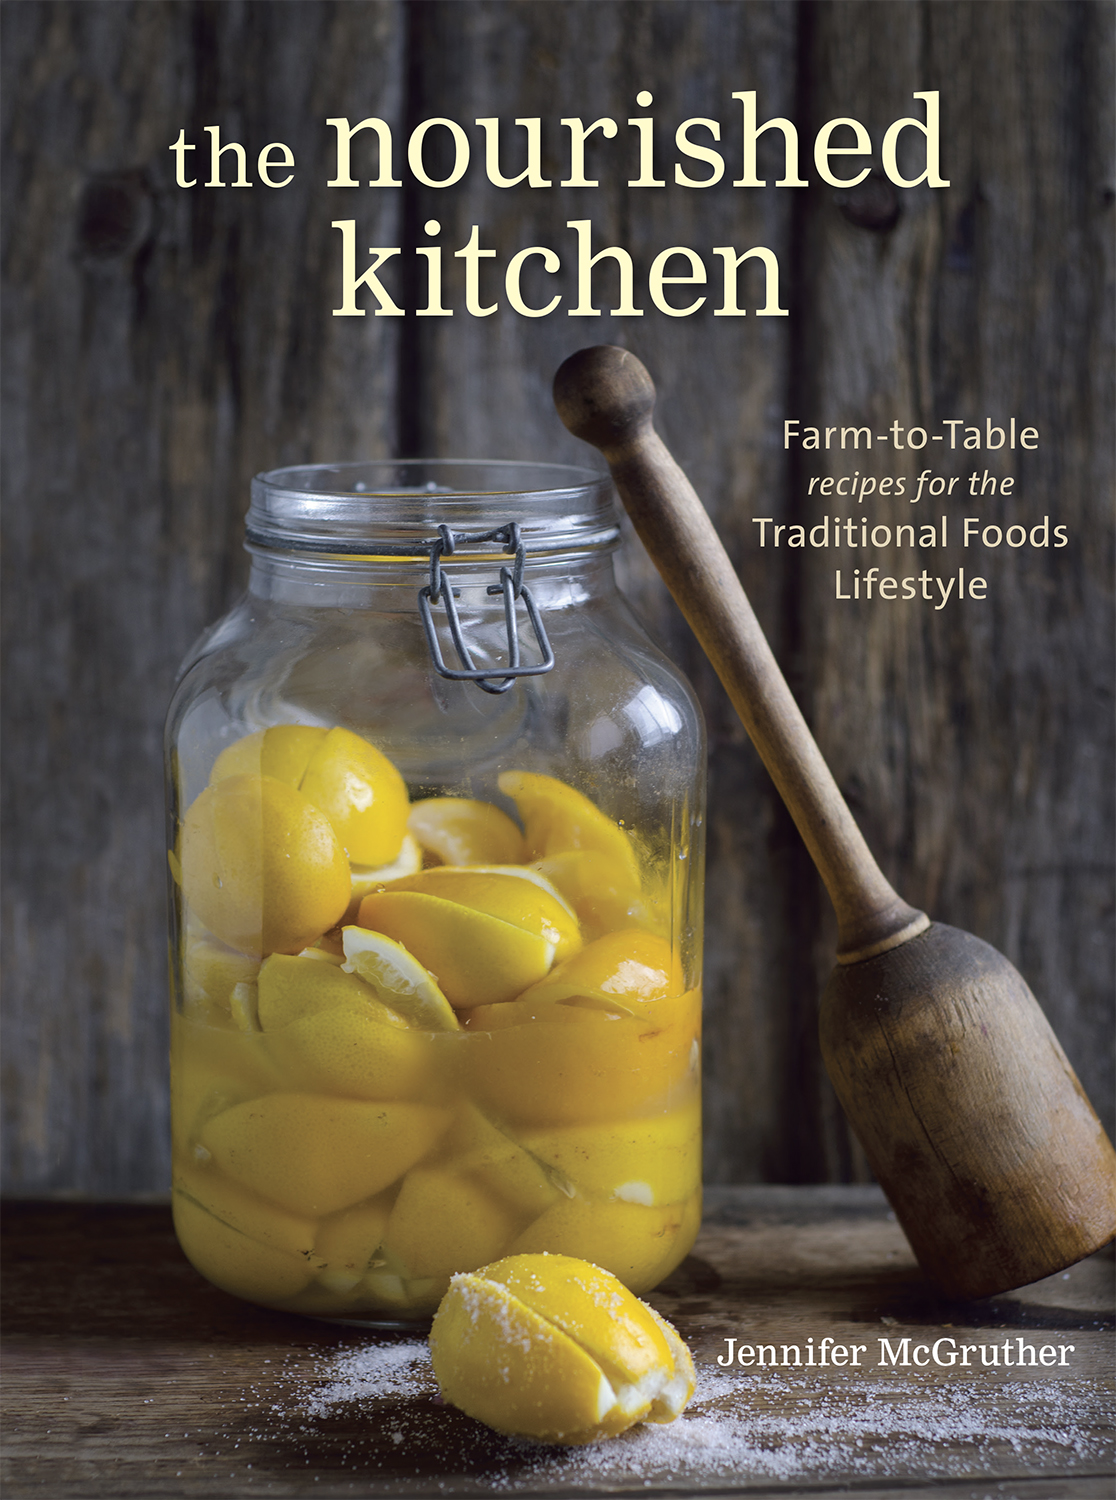 the nourished
kitchen
Farm-to-Table
recipes for the
Traditional Foods
Lifestyle
Jennifer McGruther